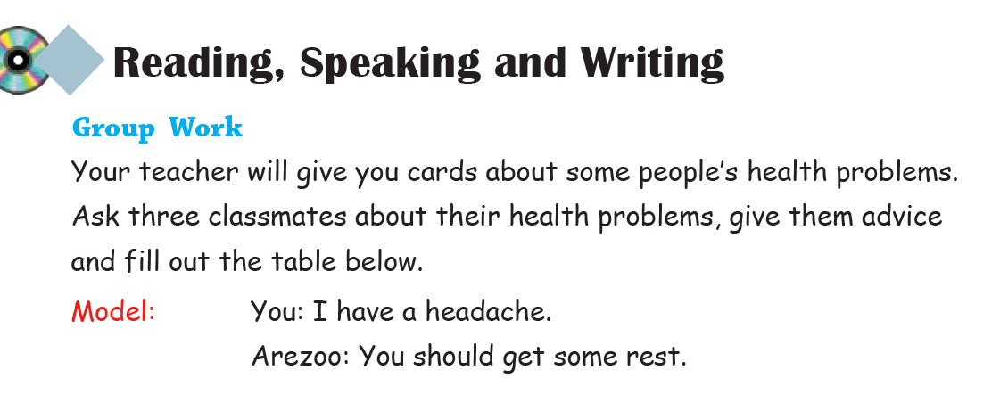 Reading, Speaking and Writing
Group Work
Your teacher will give you cards about some people’s health problems.
Ask three classmates about their health problems, give them advice
and fill out the table below.
Model: You: I have a headache.
Arezoo: You should get some rest.